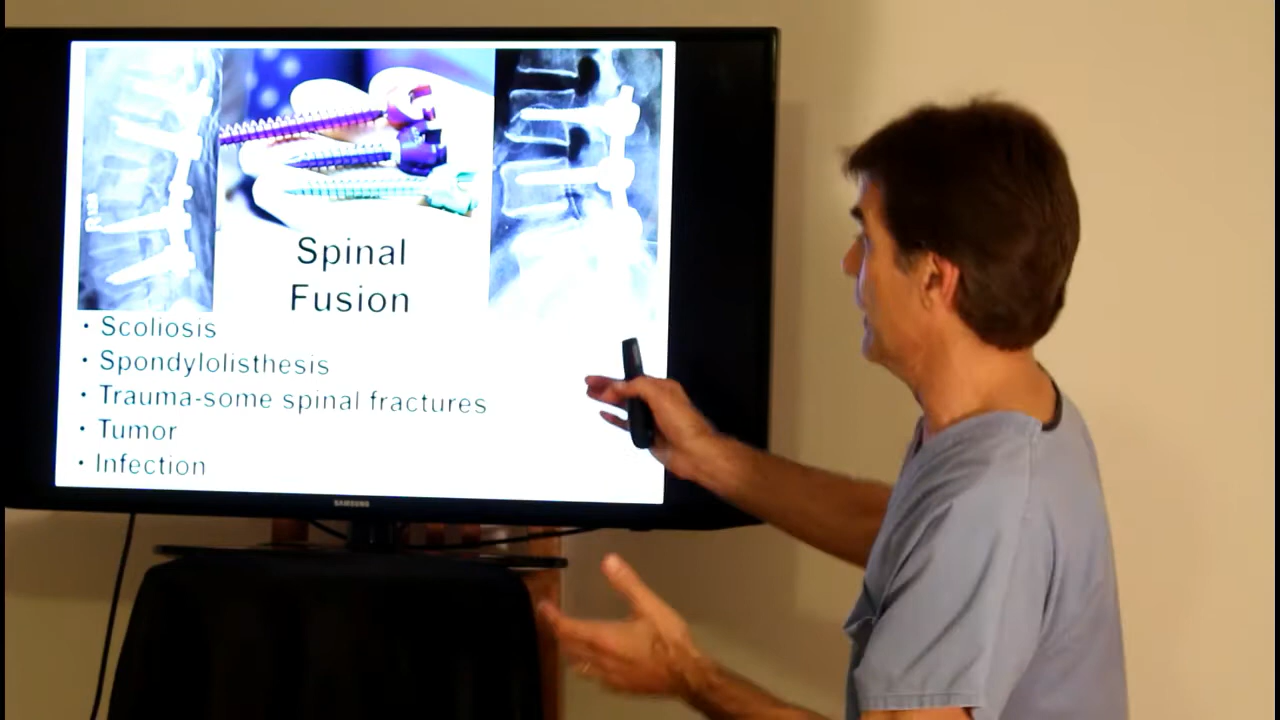 Spinal
Fusion
• Scoliosis
• Spondylolisthesis
• Trauma-some spinal fractures
• Tumor
• Infection
SAMSUNG